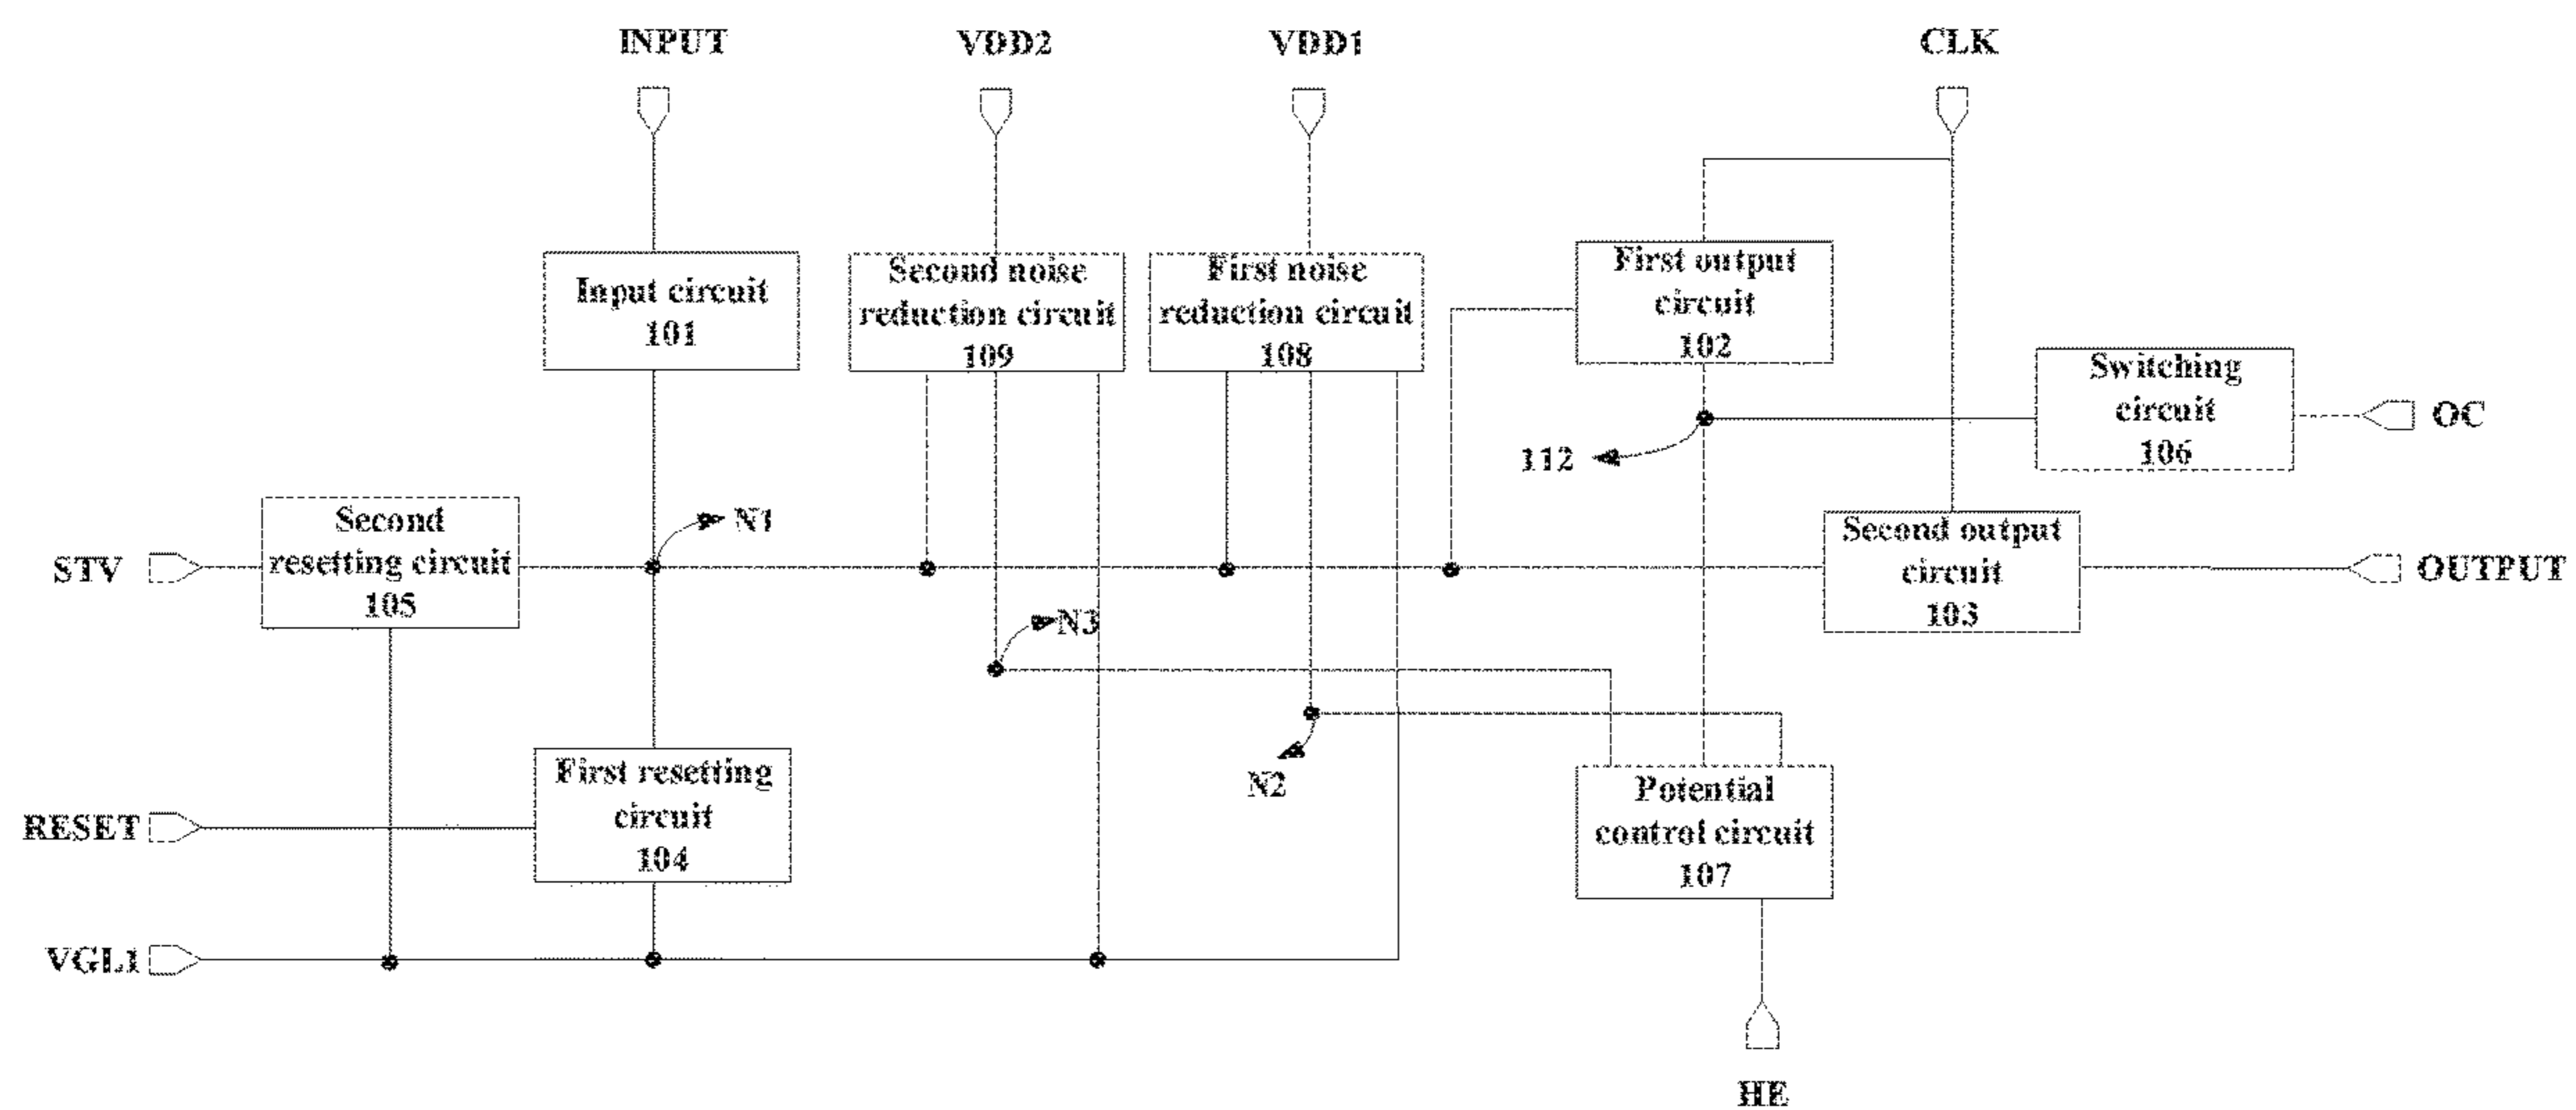 INPUT
VDD2
VDD1
CLK
Input circuit
101
Second noise
reduction circuit
109
First noise
reduction circuit
108
First output
circuit
102
Switching
circuit
106
OC
112
N1
STV
Second
resetting circuit
105
Second output
circuit
103
OUTPUT
N3
N2
RESET
First resetting
circuit
104
Potential
control circuit
107
VGL1
HE